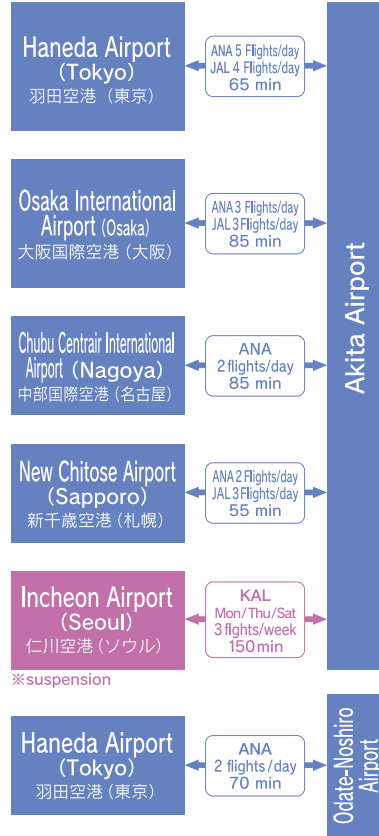 Haneda Airport
(Tokyo)
羽田空港（東京）
ANA 5 Flights/day
JAL 4 Flights/day
65 min
Osaka International
Airport (Osaka)
大阪国際空港（大阪）
ANA 3 Flights/day
JAL 3 Flights/day
85 min
Chubu Centrair International
Airport (Nagoya)
中部国際空港（名古屋）
ANA
2 flights/day
85 min
New Chitose Airport
(Sapporo)
新千歳空港（札幌）
ANA 2 Flights/day
JAL 3 Flights/day
55 min
Incheon Airport
(Seoul)
仁川空港（ソウル）
KAL
Mon/Thu/Sat
3 flghts/week
150 min
※suspension
Akita Airport
Haneda Airport
(Tokyo)
羽田空港（東京）
ANA
2 flights/day
70 min
Odate-Noshiro
Airport